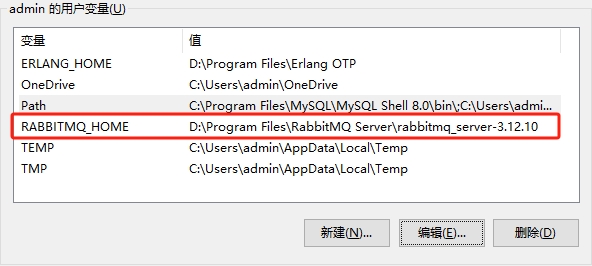 admin 的用户变量(U)
变量 值
ERLANG_HOME D:\Program Files\Erlang OTP
OneDrive C:\Users\admin\OneDrive
Path C:\Program Files\MySQL\MySQL Shell 8.0\bin\;C:\Users\admi...
RABBITMQ_HOME D:\Program Files\RabbitMQ Server\rabbitmq_server-3.12.10
TEMP C:\Users\admin\AppData\Local\Temp
TMP C:\Users\admin\AppData\Local\Temp
新建(N)... 编辑(E)... 删除(D)